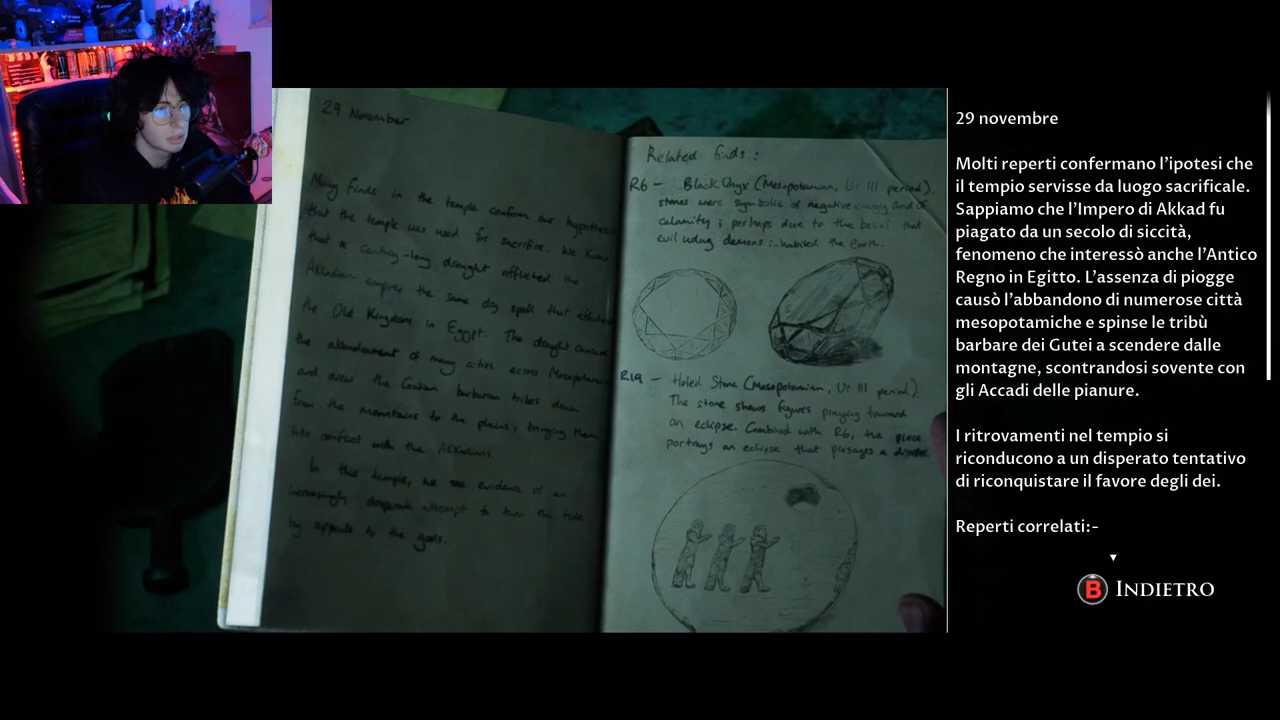 29 November
Many finds in the temple confirm our hypothesis
that the temple was used for sacrifice. We know
that a century-long drought afflicted the
Akkadian empire the same dry spell that affected
the Old Kingdom in Egypt. The drought caused
the abandonment of many cities across Mesopotamia
and drew the Gutian barbarian tribes down
from the mountains to the plains, bringing them
into conflict with the Akkadians.
In this temple, we see evidence of an
increasingly desperate attempt to turn the tide
by appeals to the gods.
Related finds:
R6 - Black Onyx (Mesopotamian, Ur III period).
stones were symbolic of negative energy and of
calamity; perhaps due to the belief that
evil udug demons inhabited the Earth.
R19 - Holed Stone (Mesopotamian, Ur III period).
The stone shows figures praying toward
an eclipse. Combined with R6, the piece
portrays an eclipse that presages a
29 novembre
Molti reperti confermano l'ipotesi che
il tempio servisse da luogo sacrificale.
Sappiamo che l'Impero di Akkad fu
piagato da un secolo di siccità,
fenomeno che interessò anche l'Antico
Regno in Egitto. L'assenza di piogge
causò l'abbandono di numerose città
mesopotamiche e spinse le tribù
barbare dei Gutei a scendere dalle
montagne, scontrandosi sovente con
gli Accadi delle pianure.
I ritrovamenti nel tempio si
riconducono a un disperato tentativo
di riconquistare il favore degli dei.
Reperti correlati:-
B INDIETRO